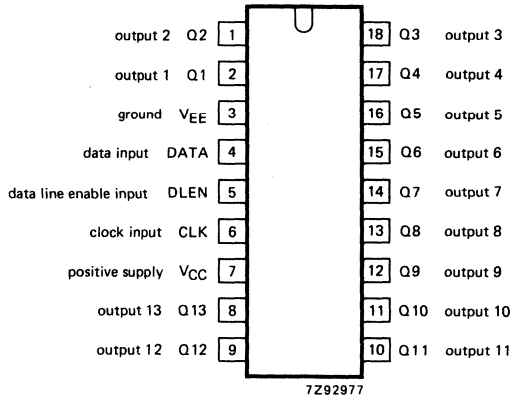 output 2 Q2 1 18 Q3 output 3
output 1 Q1 2 17 Q4 output 4
ground VEE 3 16 Q5 output 5
data input DATA 4 15 Q6 output 6
data line enable input DLEN 5 14 Q7 output 7
clock input CLK 6 13 Q8 output 8
positive supply VCC 7 12 Q9 output 9
output 13 Q13 8 11 Q10 output 10
output 12 Q12 9 10 Q11 output 11
7Z92977